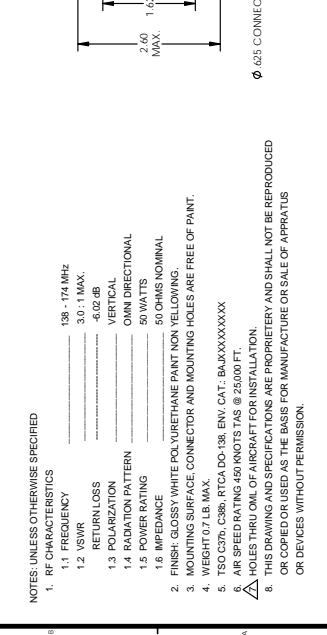 NOTES: UNLESS OTHERWISE SPECIFIED
1. RF CHARACTERISTICS
1.1 FREQUENCY 138 - 174 MHz
1.2 VSWR 3.0 : 1 MAX.
RETURN LOSS -6.02 dB
1.3 POLARIZATION VERTICAL
1.4 RADIATION PATTERN OMNI DIRECTIONAL
1.5 POWER RATING 50 WATTS
1.6 IMPEDANCE 50 OHMS NOMINAL
2. FINISH: GLOSSY WHITE POLYURETHANE PAINT NON YELLOWING.
3. MOUNTING SURFACE, CONNECTOR AND MOUNTING HOLES ARE FREE OF PAINT.
4. WEIGHT 0.7 LB. MAX.
5. TSO C37b, C38b, RTCA DO-138, ENV. CAT.: BAJXXXXXXXXX
6. AIR SPEED RATING 450 KNOTS TAS @ 25,000 FT.
7 HOLES THRU OML OF AIRCRAFT FOR INSTALLATION.
8. THIS DRAWING AND SPECIFICATIONS ARE PROPRIETERY AND SHALL NOT BE REPRODUCED
OR COPIED OR USED AS THE BASIS FOR MANUFACTURE OR SALE OF APPRATUS
OR DEVICES WITHOUT PERMISSION.
2.60
MAX.
Ø.625 CONNEC
B
A